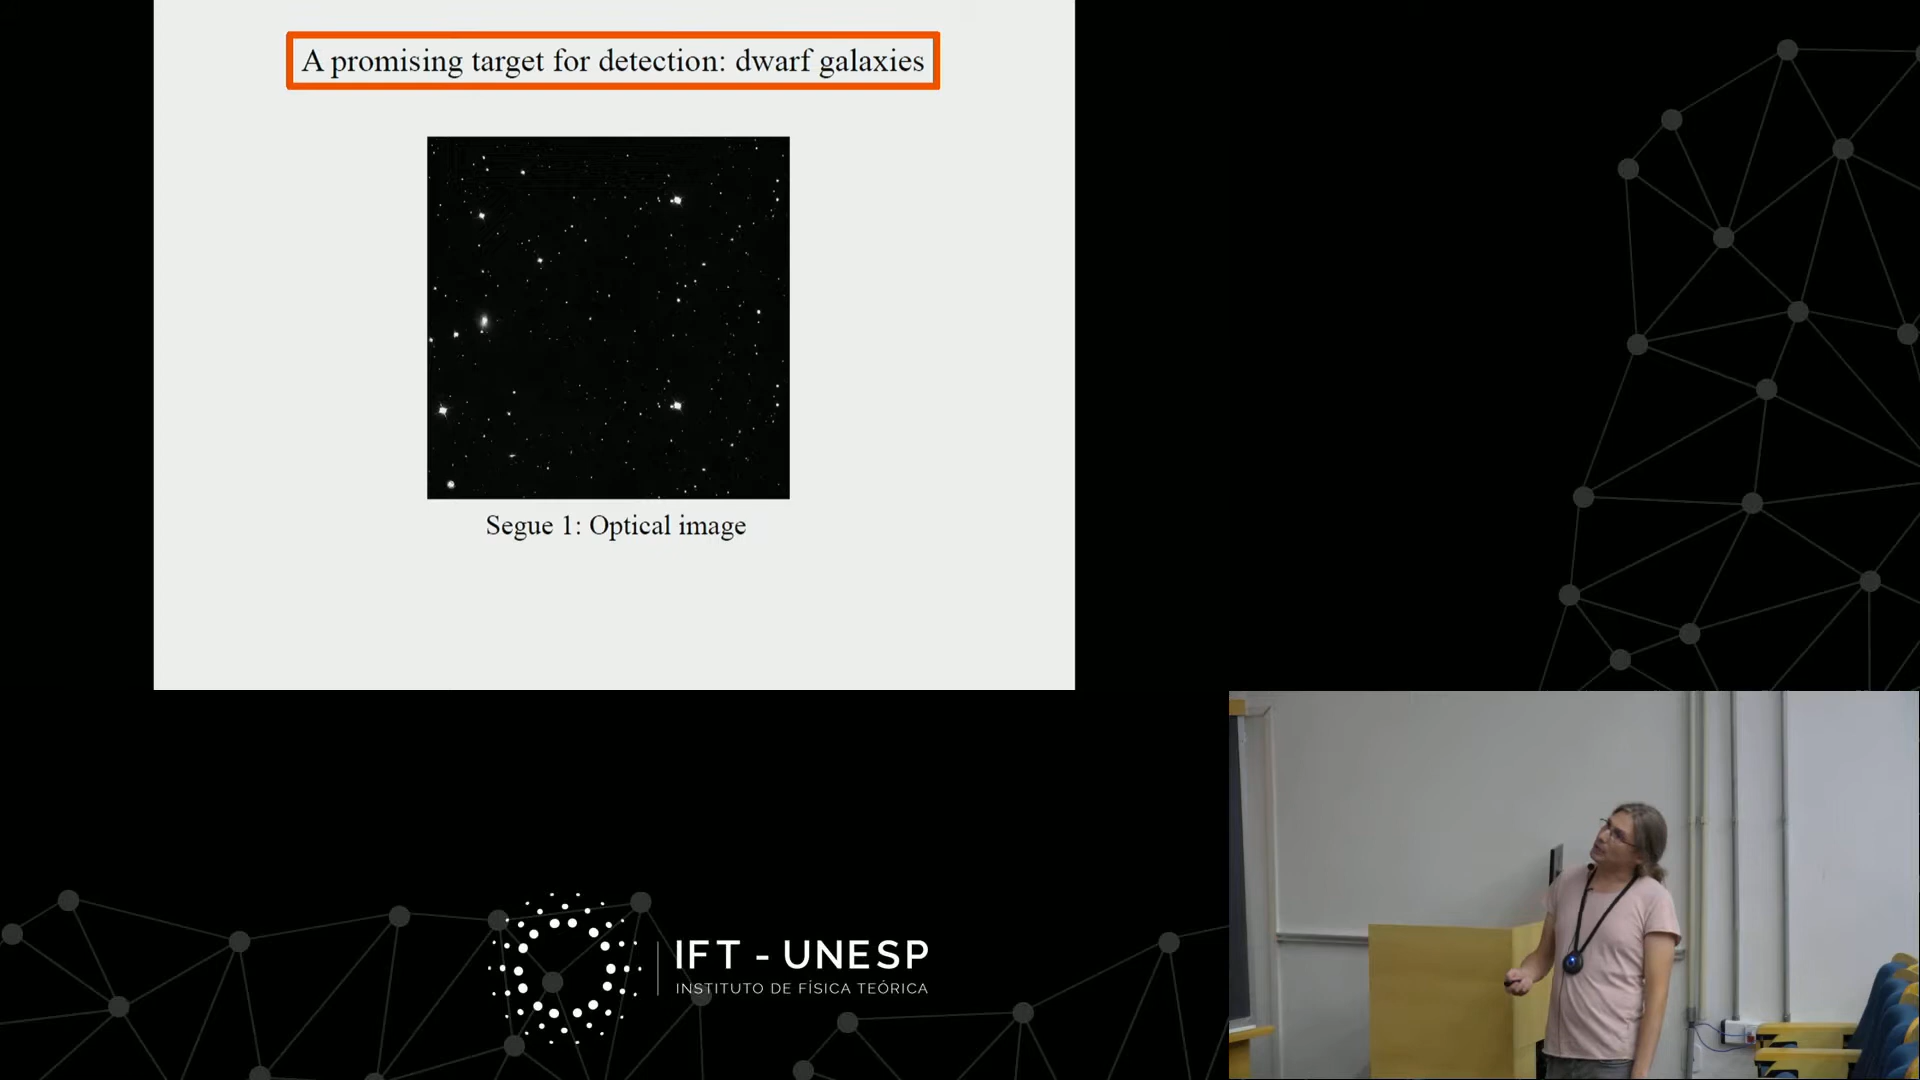 A promising target for detection: dwarf galaxies
Segue 1: Optical image
IFT - UNESP
INSTITUTO DE FÍSICA TEÓRICA